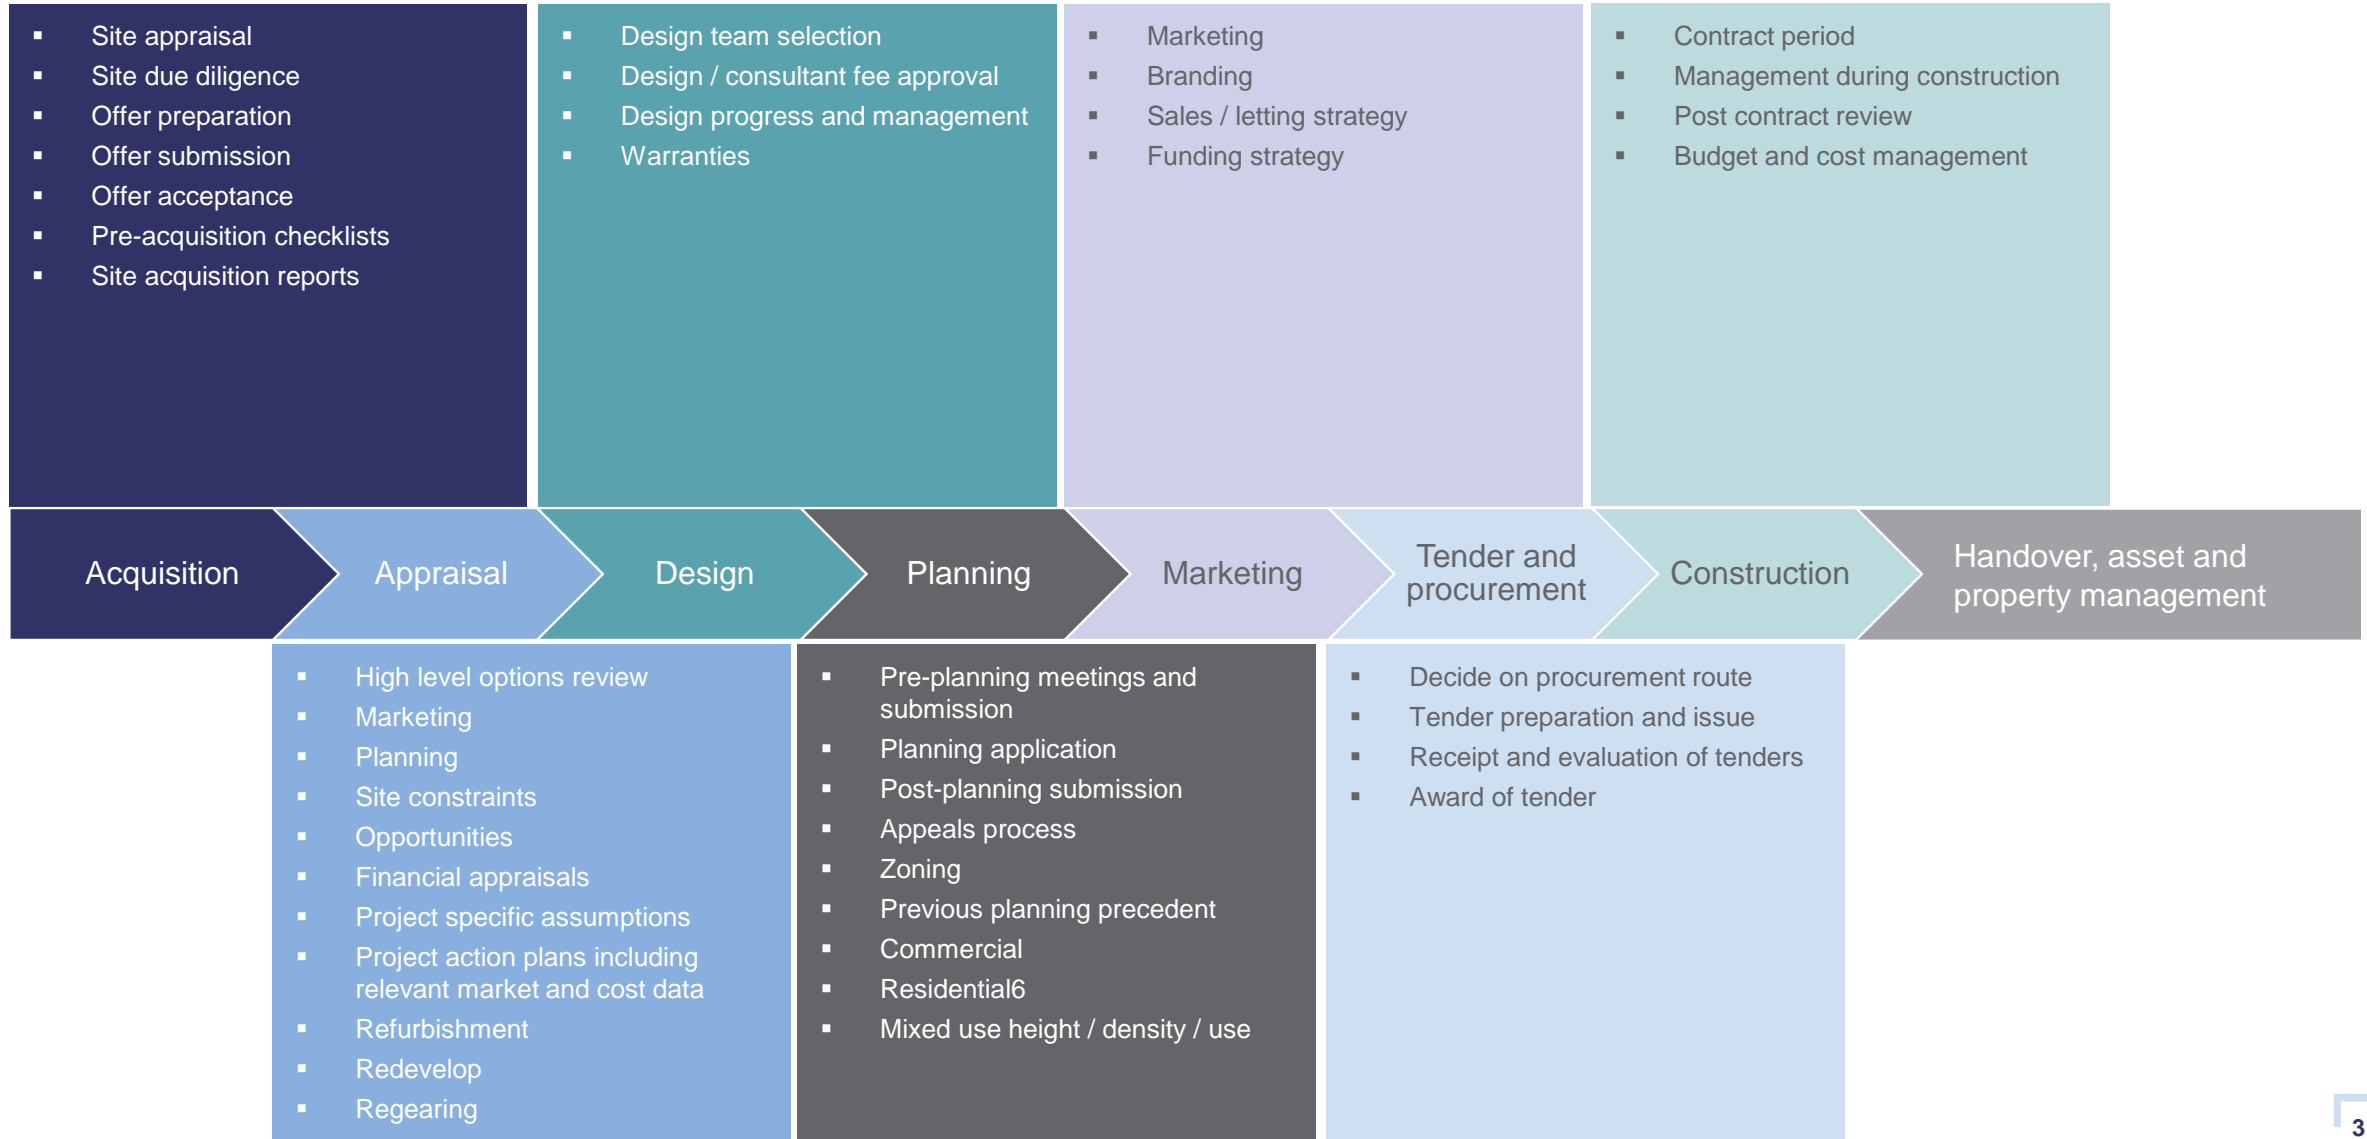 Site appraisal
Site due diligence
Offer preparation
Offer submission
Offer acceptance
Pre-acquisition checklists
Site acquisition reports
Design team selection
Design / consultant fee approval
Design progress and management
Warranties
Marketing
Branding
Sales / letting strategy
Funding strategy
Contract period
Management during construction
Post contract review
Budget and cost management
Acquisition
Appraisal
Design
Planning
Marketing
Tender and
procurement
Construction
Handover, asset and
property management
High level options review
Marketing
Planning
Site constraints
Opportunities
Financial appraisals
Project specific assumptions
Project action plans including
relevant market and cost data
Refurbishment
Redevelop
Regearing
Pre-planning meetings and
submission
Planning application
Post-planning submission
Appeals process
Zoning
Previous planning precedent
Commercial
Residential6
Mixed use height / density / use
Decide on procurement route
Tender preparation and issue
Receipt and evaluation of tenders
Award of tender
3